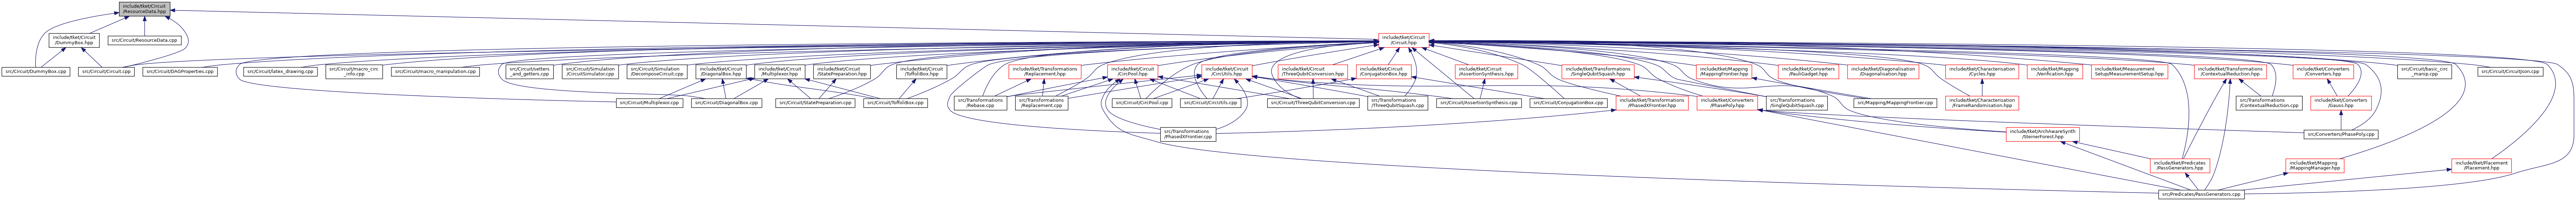 include/tket/Circuit
/ResourceData.hpp
include/tket/Circuit
/DummyBox.hpp
src/Circuit/ResourceData.cpp
include/tket/Circuit
/Circuit.hpp
src/Circuit/DummyBox.cpp
src/Circuit/Circuit.cpp
src/Circuit/DAGProperties.cpp
src/Circuit/latex_drawing.cpp
src/Circuit/macro_circ
_info.cpp
src/Circuit/macro_manipulation.cpp
src/Circuit/setters
_and_getters.cpp
src/Circuit/Simulation
/CircuitSimulator.cpp
src/Circuit/Simulation
/DecomposeCircuit.cpp
include/tket/Circuit
/DiagonalBox.hpp
include/tket/Circuit
/Multiplexor.hpp
include/tket/Circuit
/StatePreparation.hpp
include/tket/Circuit
/ToffoliBox.hpp
include/tket/Transformations
/Replacement.hpp
include/tket/Circuit
/CircPool.hpp
include/tket/Circuit
/CircUtils.hpp
include/tket/Circuit
/ThreeQubitConversion.hpp
include/tket/Circuit
/ConjugationBox.hpp
include/tket/Circuit
/AssertionSynthesis.hpp
include/tket/Transformations
/SingleQubitSquash.hpp
include/tket/Mapping
/MappingFrontier.hpp
include/tket/Converters
/PauliGadget.hpp
include/tket/Diagonalisation
/Diagonalisation.hpp
include/tket/Characterisation
/Cycles.hpp
include/tket/Mapping
/Verification.hpp
include/tket/Measurement
Setup/MeasurementSetup.hpp
include/tket/Transformations
/ContextualReduction.hpp
include/tket/Converters
/Converters.hpp
src/Circuit/basic_circ
_manip.cpp
src/Circuit/CircuitJson.cpp
src/Circuit/Multiplexor.cpp
src/Circuit/DiagonalBox.cpp
src/Circuit/StatePreparation.cpp
src/Circuit/ToffoliBox.cpp
src/Transformations
/Rebase.cpp
src/Transformations
/Replacement.cpp
src/Circuit/CircPool.cpp
src/Circuit/CircUtils.cpp
src/Circuit/ThreeQubitConversion.cpp
src/Transformations
/ThreeQubitSquash.cpp
src/Circuit/AssertionSynthesis.cpp
src/Circuit/ConjugationBox.cpp
include/tket/Transformations
/PhasedXFrontier.hpp
include/tket/Converters
/PhasePoly.hpp
src/Transformations
/SingleQubitSquash.cpp
src/Mapping/MappingFrontier.cpp
include/tket/Characterisation
/FrameRandomisation.hpp
src/Transformations
/ContextualReduction.cpp
include/tket/Converters
/Gauss.hpp
src/Transformations
/PhasedXFrontier.cpp
include/tket/ArchAwareSynth
/SteinerForest.hpp
src/Converters/PhasePoly.cpp
include/tket/Predicates
/PassGenerators.hpp
include/tket/Mapping
/MappingManager.hpp
include/tket/Placement
/Placement.hpp
src/Predicates/PassGenerators.cpp